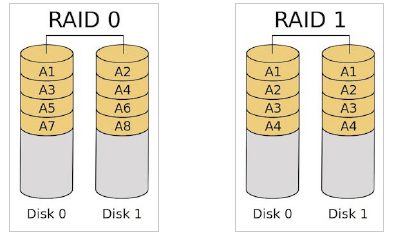 RAID 0
A1 A2
A3 A4
A5 A6
A7 A8
Disk 0 Disk 1
RAID 1
A1 A1
A2 A2
A3 A3
A4 A4
Disk 0 Disk 1